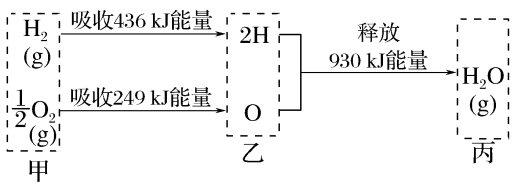 H₂
(g)
吸收436 kJ能量
2H
释放
930 kJ能量
H₂O
(g)
1/2O₂
(g)
吸收249 kJ能量
O
甲
乙
丙